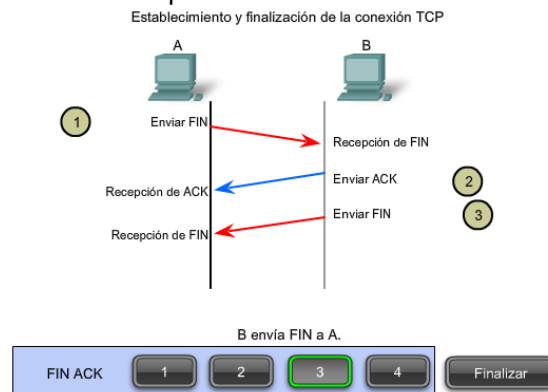 Establecimiento y finalización de la conexión TCP
A
B
1
Enviar FIN
Recepción de FIN
Enviar ACK
2
Recepción de ACK
Enviar FIN
3
Recepción de FIN
B envía FIN a A.
FIN ACK
1
2
3
4
Finalizar